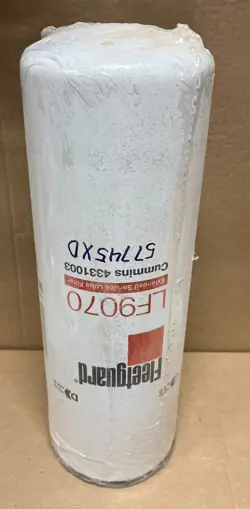 Fleetguard
LF9070
Extended Service Lube Filter
Cummins 4331003
57745XD